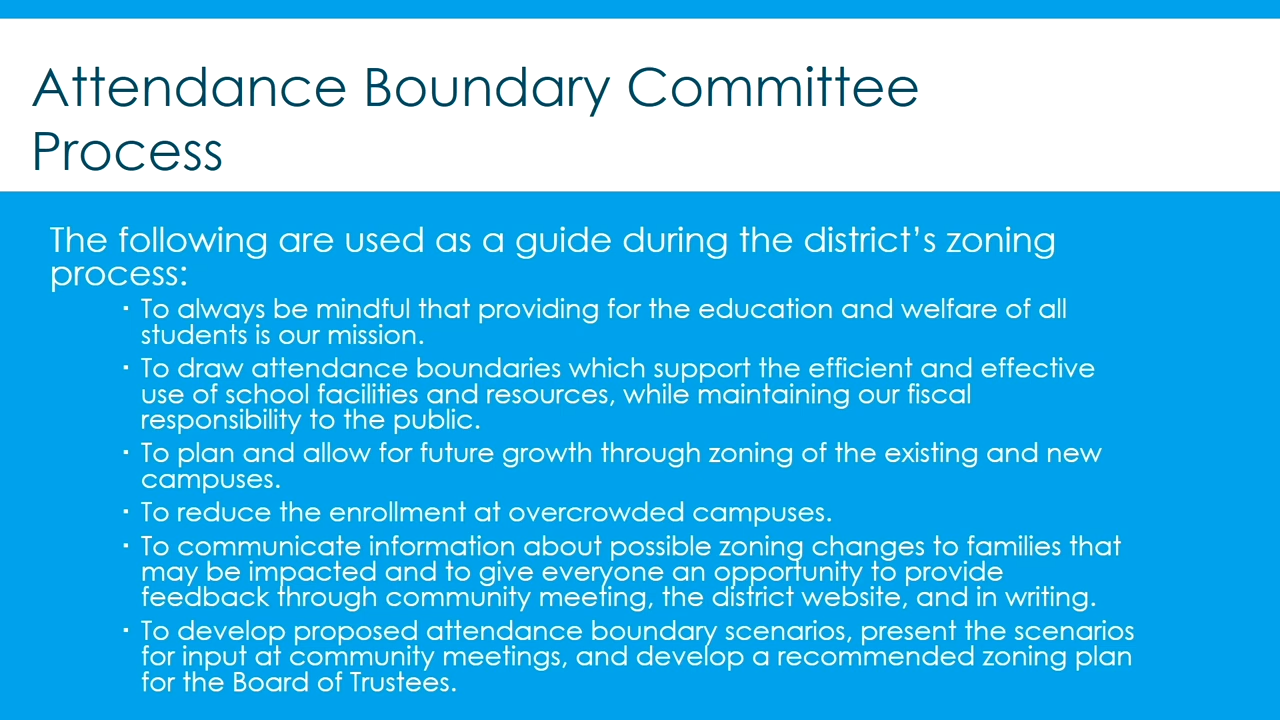 Attendance Boundary Committee
Process
The following are used as a guide during the district’s zoning
process:
▪ To always be mindful that providing for the education and welfare of all
students is our mission.
▪ To draw attendance boundaries which support the efficient and effective
use of school facilities and resources, while maintaining our fiscal
responsibility to the public.
▪ To plan and allow for future growth through zoning of the existing and new
campuses.
▪ To reduce the enrollment at overcrowded campuses.
▪ To communicate information about possible zoning changes to families that
may be impacted and to give everyone an opportunity to provide
feedback through community meeting, the district website, and in writing.
▪ To develop proposed attendance boundary scenarios, present the scenarios
for input at community meetings, and develop a recommended zoning plan
for the Board of Trustees.